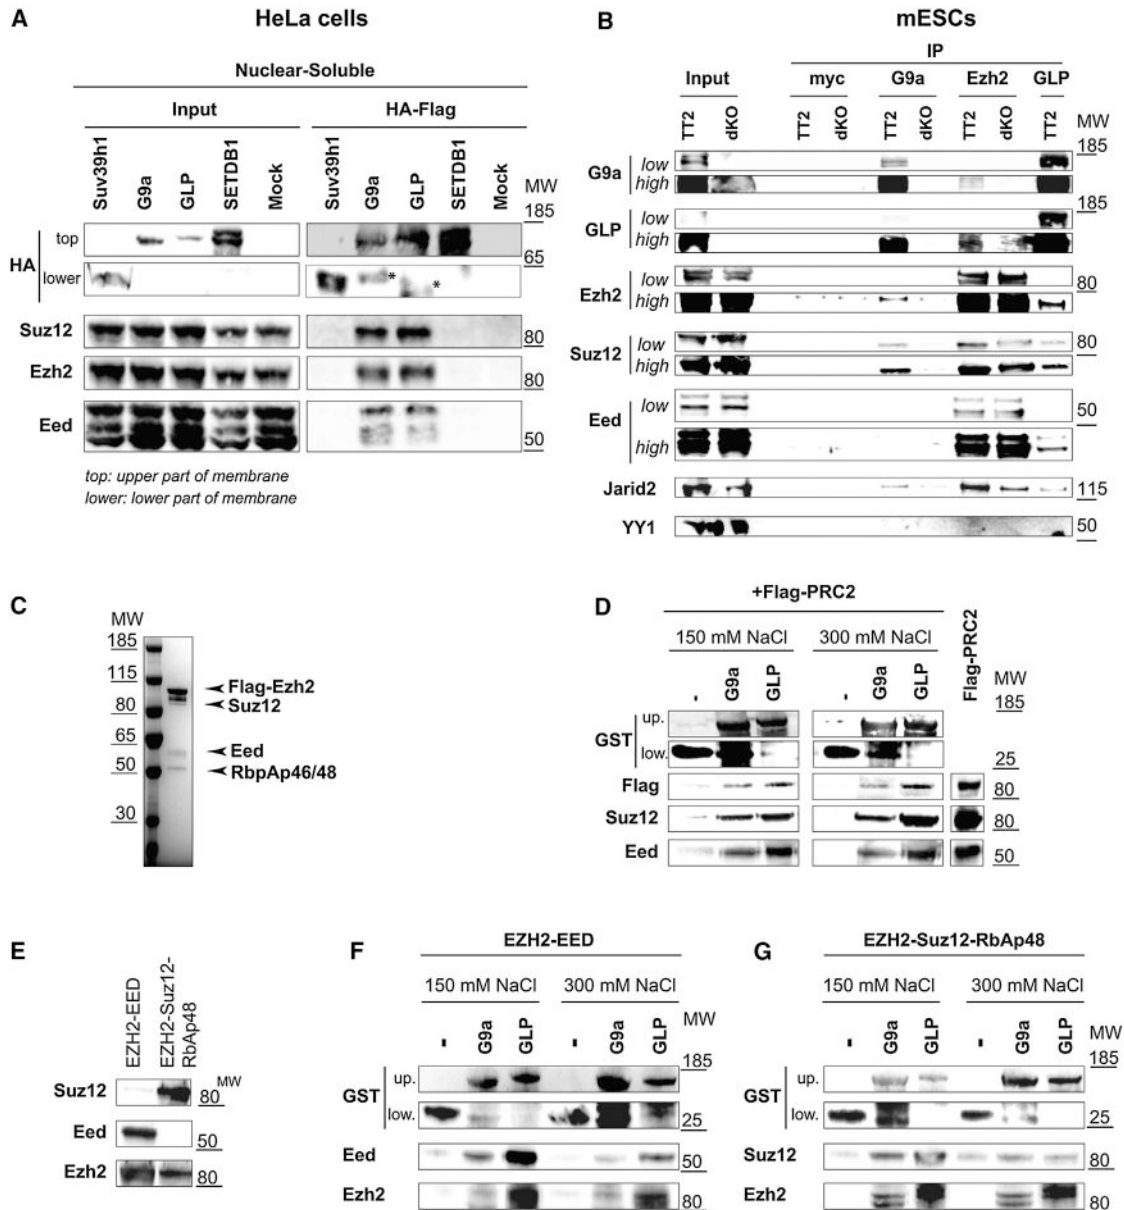 A
HeLa cells
Nuclear-Soluble
Input
HA-Flag
Suv39h1
G9a
GLP
SETDB1
Mock
Suv39h1
G9a
GLP
SETDB1
Mock
MW
185
HA
top
65
lower
*
*
Suz12
80
Ezh2
80
Eed
50
top: upper part of membrane
lower: lower part of membrane
B
mESCs
IP
Input
myc
G9a
Ezh2
GLP
TT2
dKO
TT2
dKO
TT2
dKO
TT2
dKO
TT2
MW
185
G9a
low
high
185
GLP
low
high
Ezh2
low
80
high
Suz12
low
80
high
Eed
low
50
high
Jarid2
115
YY1
50
C
MW
185
115
80
65
50
30
Flag-Ezh2
Suz12
Eed
RbpAp46/48
D
+Flag-PRC2
150 mM NaCl
300 mM NaCl
Flag-PRC2
-
G9a
GLP
-
G9a
GLP
MW
185
GST
up.
low.
25
Flag
80
Suz12
80
Eed
50
E
EZH2-EED
EZH2-Suz12-
RbAp48
MW
Suz12
80
Eed
50
Ezh2
80
F
EZH2-EED
150 mM NaCl
300 mM NaCl
-
G9a
GLP
-
G9a
GLP
MW
185
GST
up.
low.
25
Eed
50
Ezh2
80
G
EZH2-Suz12-RbAp48
150 mM NaCl
300 mM NaCl
-
G9a
GLP
-
G9a
GLP
MW
185
GST
up.
low.
25
Suz12
80
Ezh2
80